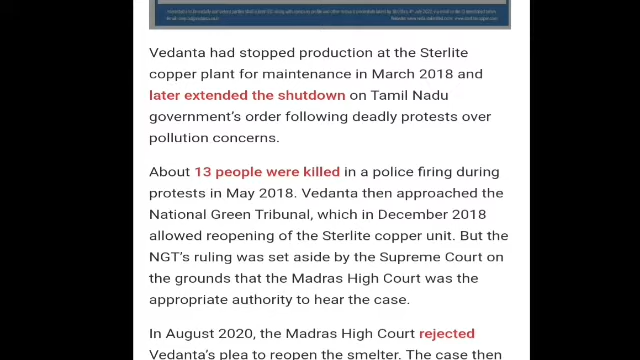 Vedanta had stopped production at the Sterlite
copper plant for maintenance in March 2018 and
later extended the shutdown on Tamil Nadu
government's order following deadly protests over
pollution concerns.
About 13 people were killed in a police firing during
protests in May 2018. Vedanta then approached the
National Green Tribunal, which in December 2018
allowed reopening of the Sterlite copper unit. But the
NGT's ruling was set aside by the Supreme Court on
the grounds that the Madras High Court was the
appropriate authority to hear the case.
In August 2020, the Madras High Court rejected
Vedanta's plea to reopen the smelter. The case then